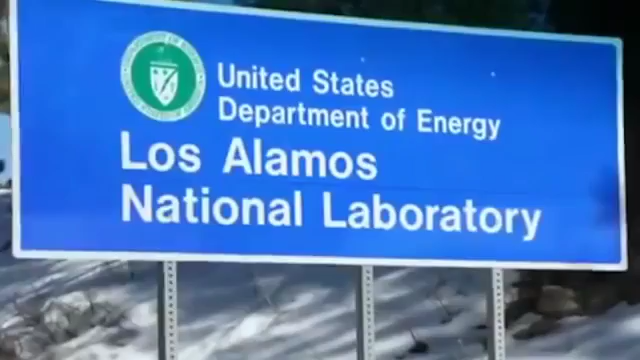 United States
Department of Energy
Los Alamos
National Laboratory